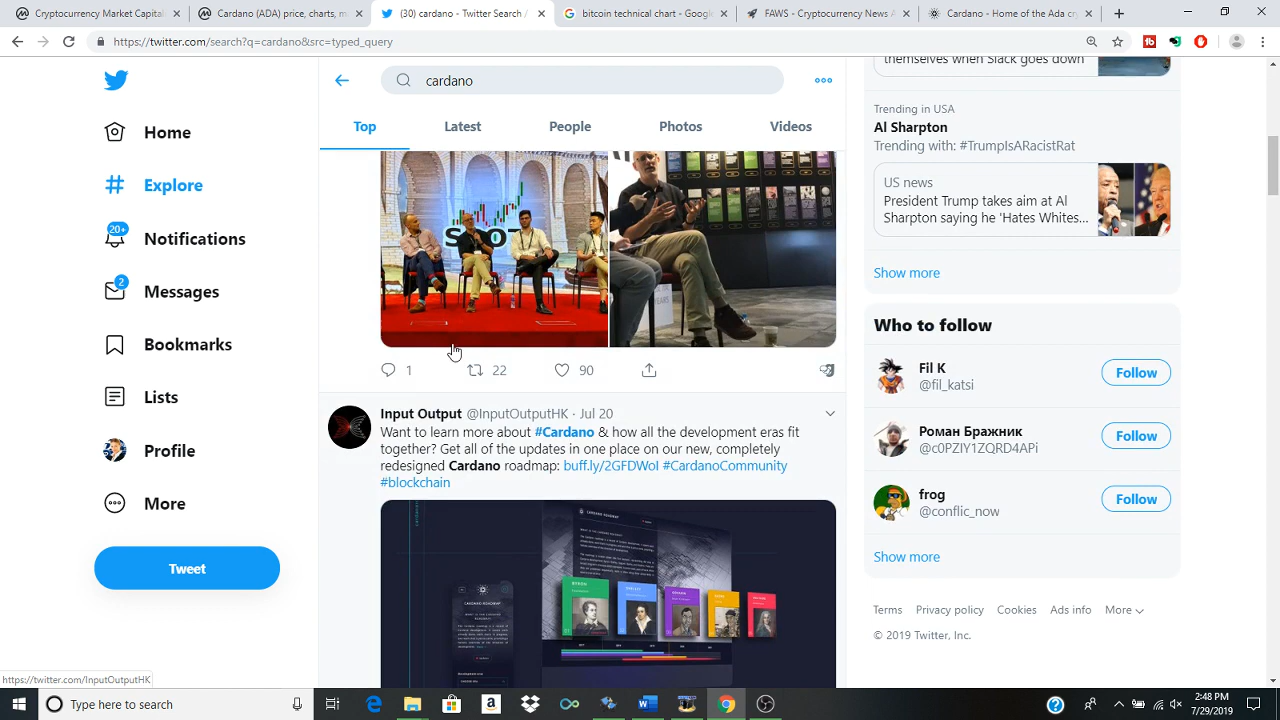 Cryptocurrency Market Capitali
Cardano (ADA) price, charts, m
(30) cardano - Twitter Search /
bitcoin technical chart - Google
FAWS - Cryptocurrency Broadca
Cardano - Home of the Ada cry
https://twitter.com/search?q=cardano&src=typed_query
cardano
Top
Latest
People
Photos
Videos
Home
Explore
20+
Notifications
2
Messages
Bookmarks
Lists
Profile
More
Tweet
1
22
90
Input Output @InputOutputHK · Jul 20
Want to learn more about #Cardano & how all the development eras fit
together? Get all of the updates in one place on our new, completely
redesigned Cardano roadmap: buff.ly/2GFDWoI #CardanoCommunity
#blockchain
themselves when Slack goes down
Trending in USA
Al Sharpton
Trending with: #TrumpIsARacistRat
US news
President Trump takes aim at Al
Sharpton saying he 'Hates Whites
Show more
Who to follow
Fil K
@fil_katsi
Follow
Роман Бражник
@c0PZIY1ZQRD4APi
Follow
frog
@comic_now
Follow
Show more
Terms Privacy policy Cookies Ads info More
© 2019 Twitter, Inc.
https://twitter.com/InputOutputHK
Type here to search
2:48 PM
7/29/2019